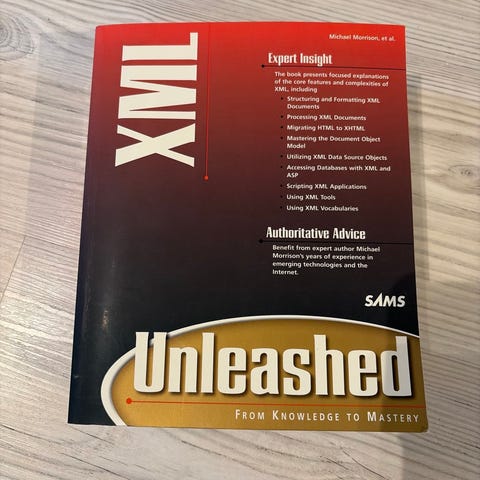 Michael Morrison, et al.
XML
Expert Insight
The book presents focused explanations
of the core features and complexities of
XML, including
• Structuring and Formatting XML
Documents
• Processing XML Documents
• Migrating HTML to XHTML
• Mastering the Document Object
Model
• Utilizing XML Data Source Objects
• Accessing Databases with XML and
ASP
• Scripting XML Applications
• Using XML Tools
• Using XML Vocabularies
Authoritative Advice
Benefit from expert author Michael
Morrison's years of experience in
emerging technologies and the
Internet.
SAMS
Unleashed
FROM KNOWLEDGE TO MASTERY